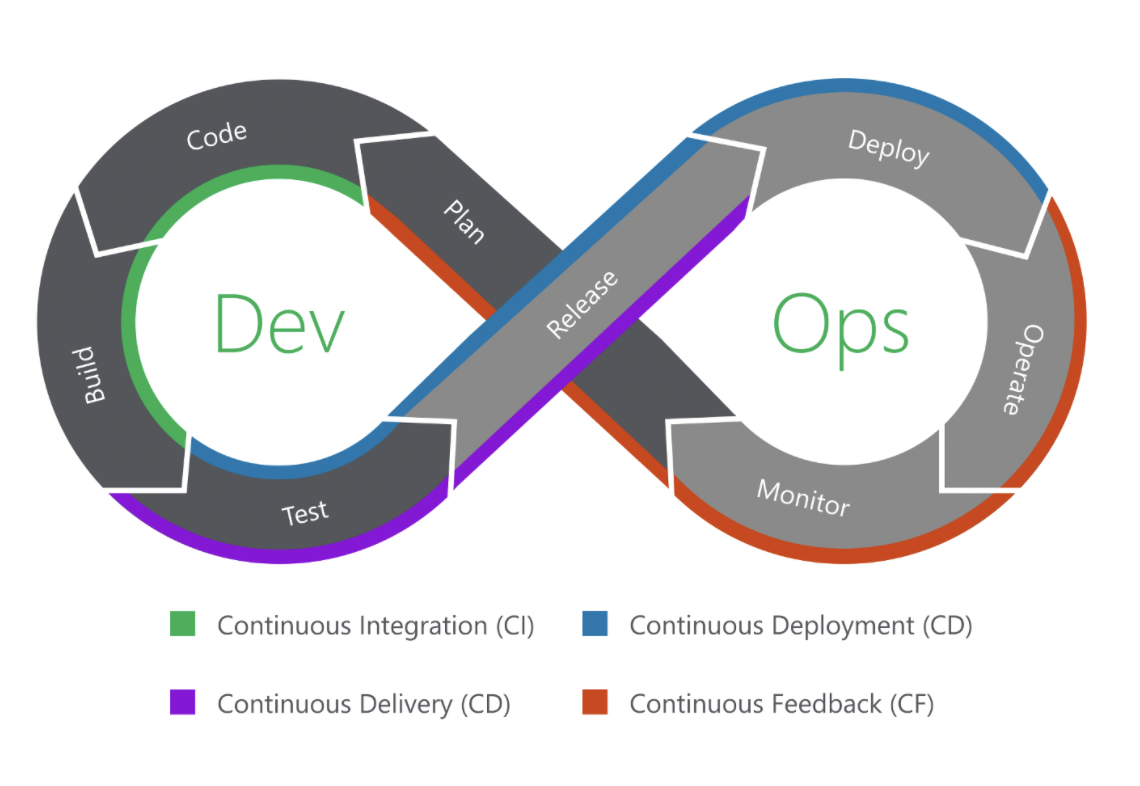 Code
Plan
Deploy
Release
Dev
Ops
Build
Operate
Test
Monitor
Continuous Integration (CI)
Continuous Deployment (CD)
Continuous Delivery (CD)
Continuous Feedback (CF)